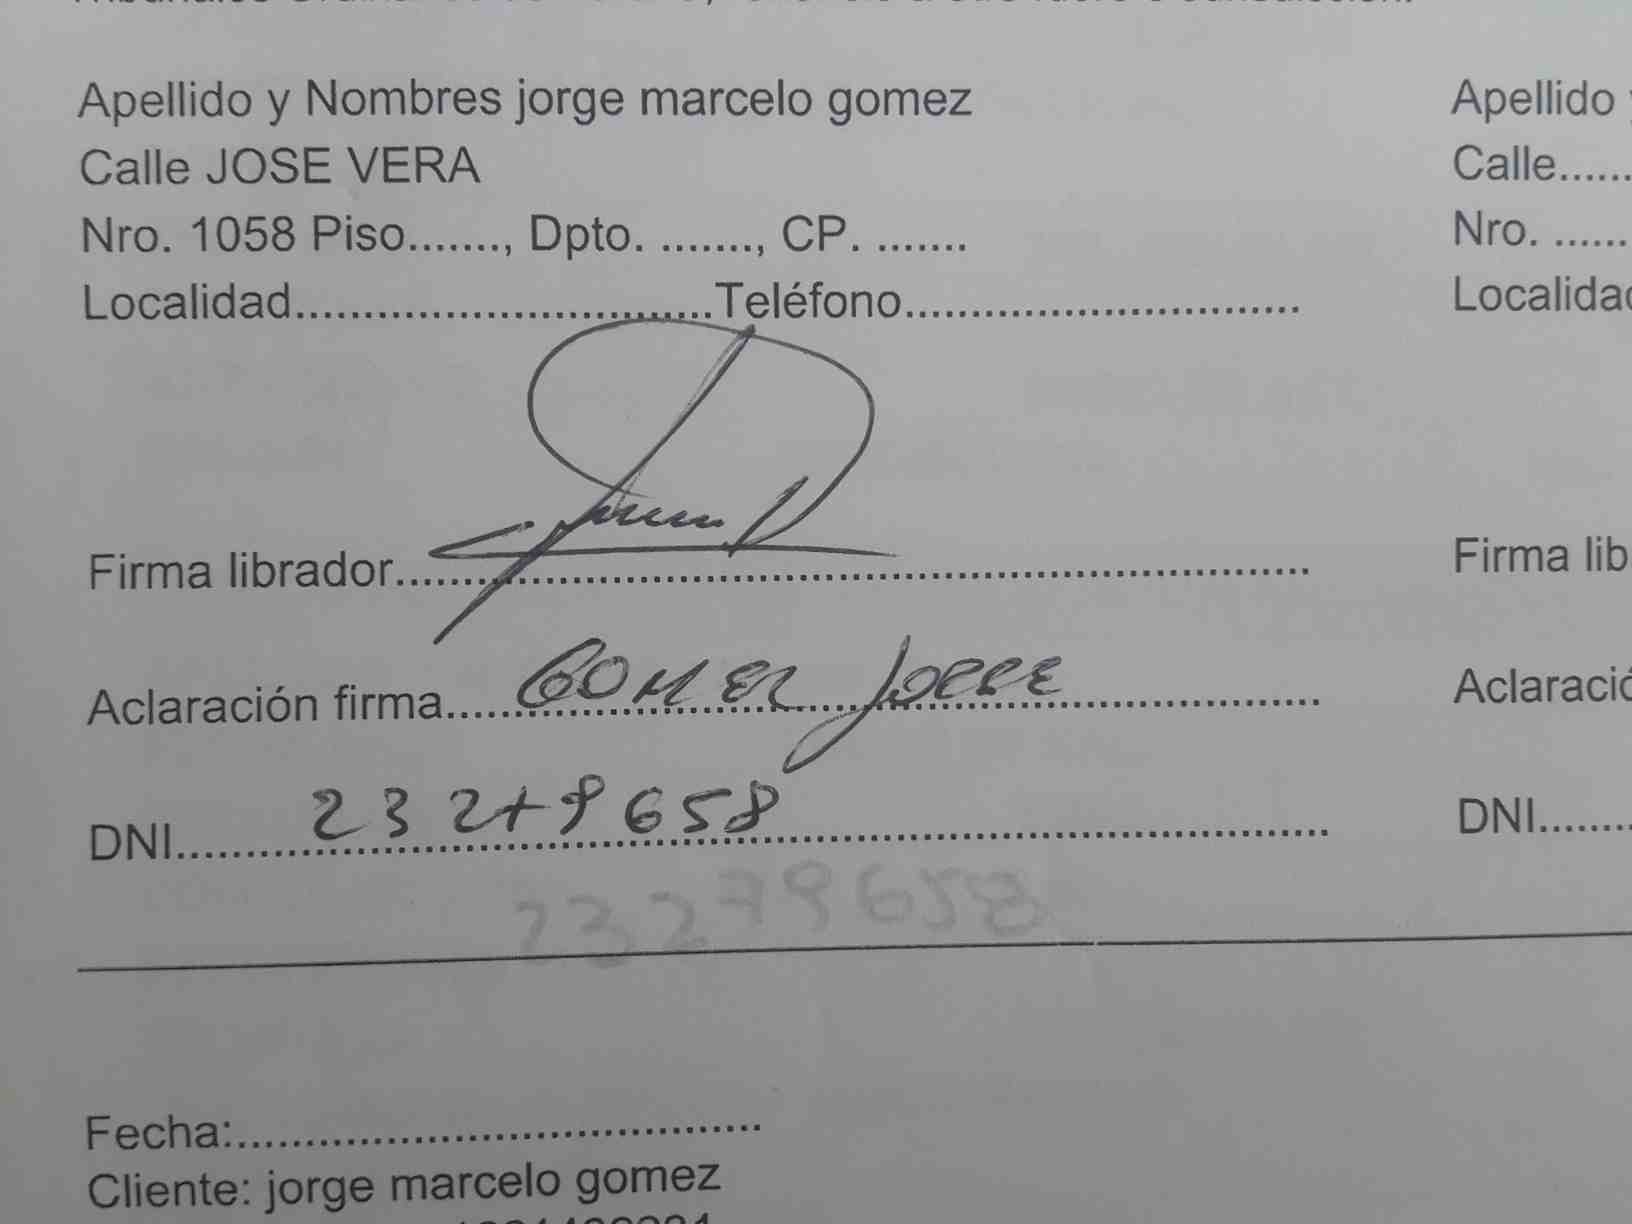 Apellido y Nombres jorge marcelo gomez
Calle JOSE VERA
Nro. 1058 Piso......., Dpto. ......., CP. .......
Localidad...............................Teléfono..............................
Firma librador....................................................................
Aclaración firma.....GOMEZ JORGE....................
DNI.......23279658........................................
23279658
Fecha:.......................................
Cliente: jorge marcelo gomez
Apellido
Calle......
Nro. ......
Firma lib
DNI.......